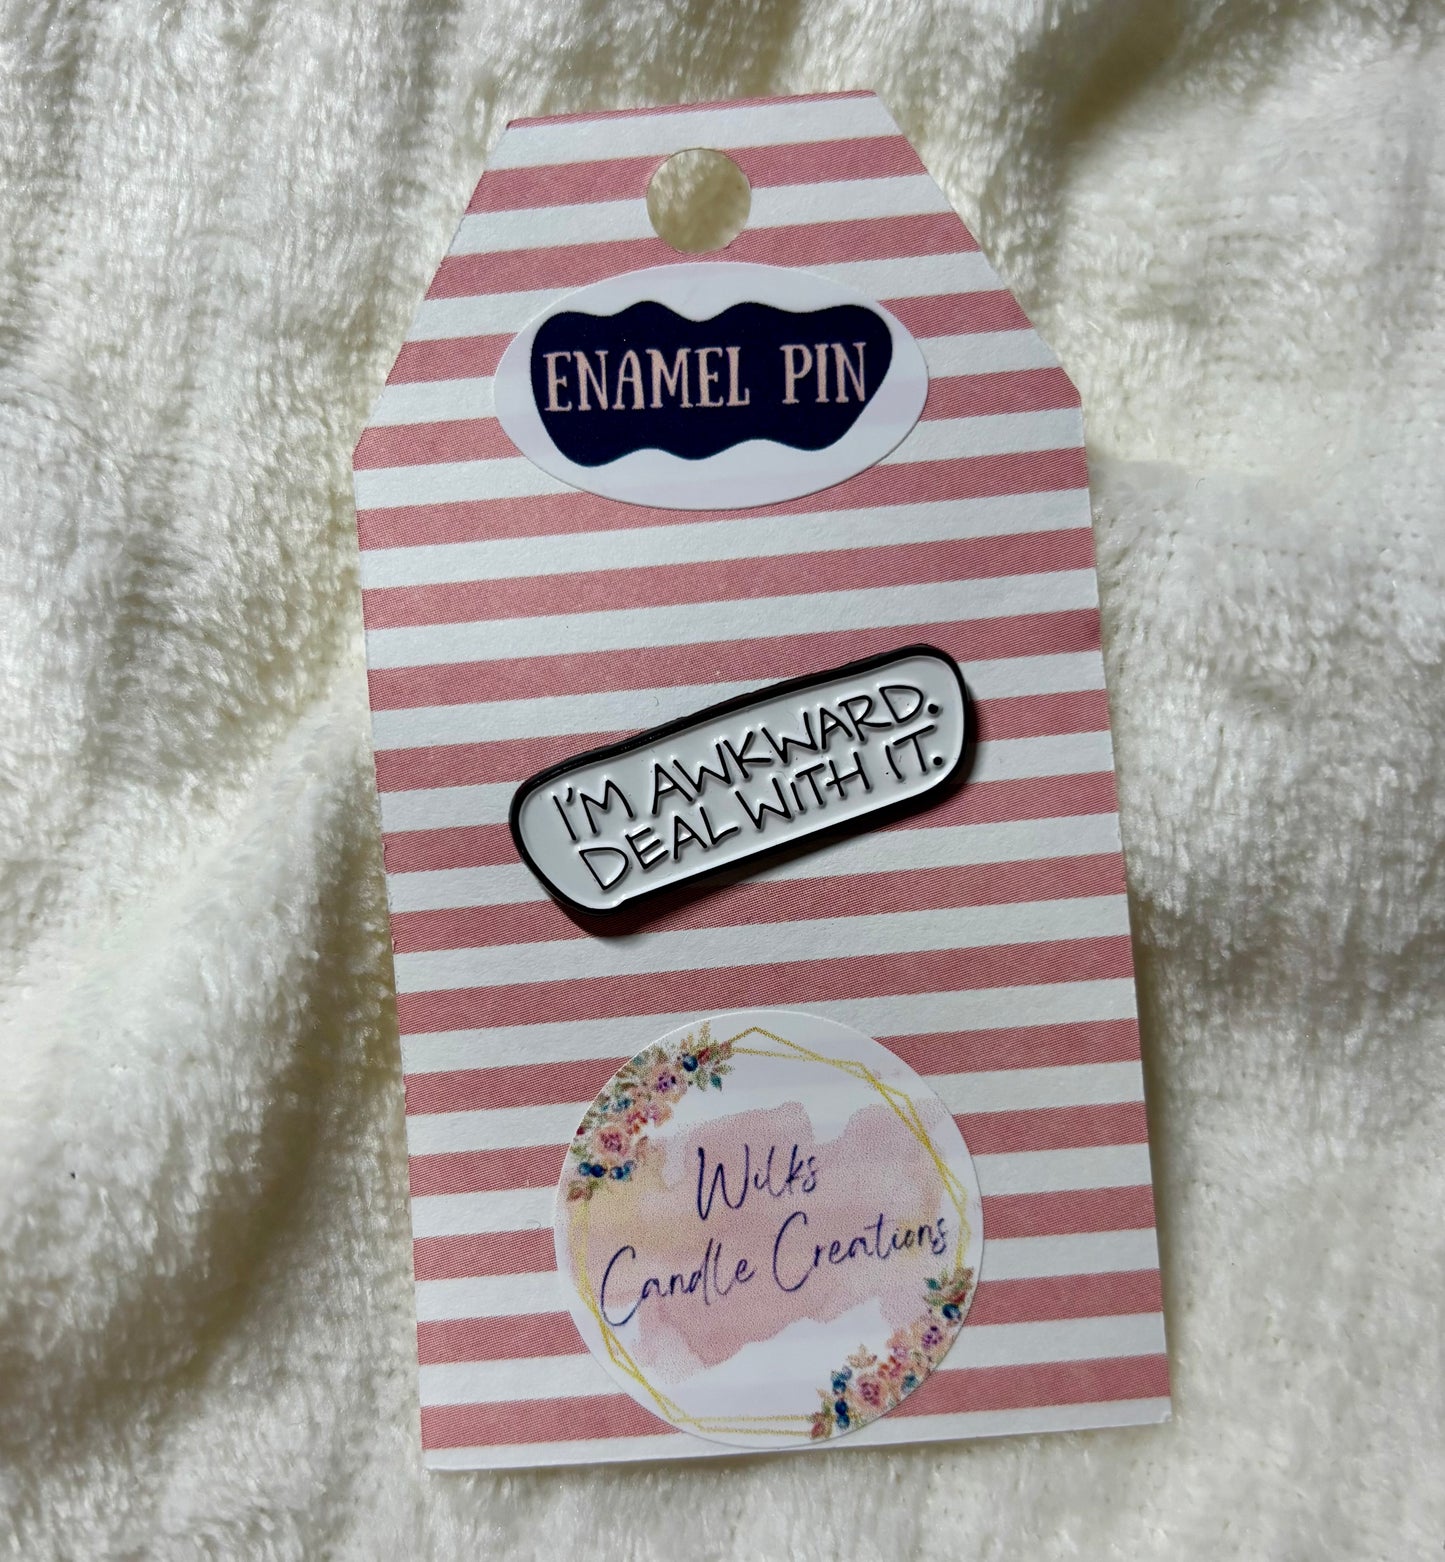 ENAMEL PIN
I'M AWKWARD.
DEAL WITH IT.
Wilks
Candle Creations